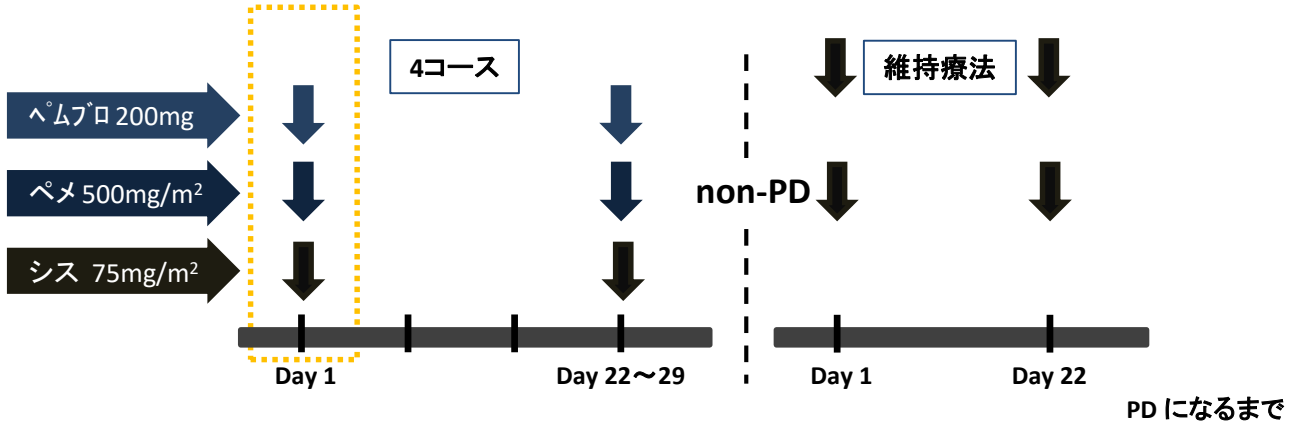 4コース
維持療法
ペムブロ 200mg
ペメ 500mg/m²
non-PD
シス 75mg/m²
Day 1
Day 22～29
Day 1
Day 22
PD になるまで